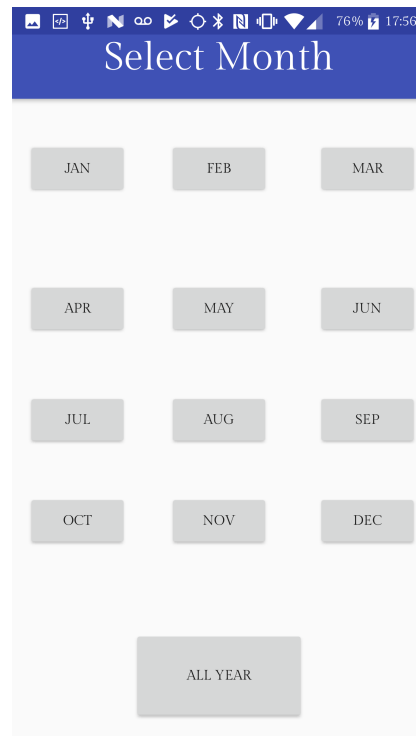 76% 17:56
Select Month
JAN FEB MAR
APR MAY JUN
JUL AUG SEP
OCT NOV DEC
ALL YEAR